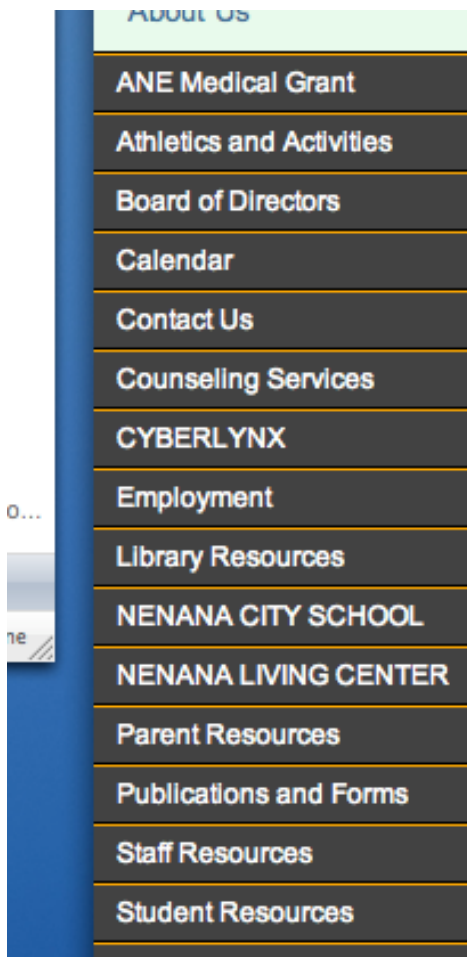 About Us
ANE Medical Grant
Athletics and Activities
Board of Directors
Calendar
Contact Us
Counseling Services
CYBERLYNX
Employment
Library Resources
o...
NENANA CITY SCHOOL
ne
NENANA LIVING CENTER
Parent Resources
Publications and Forms
Staff Resources
Student Resources